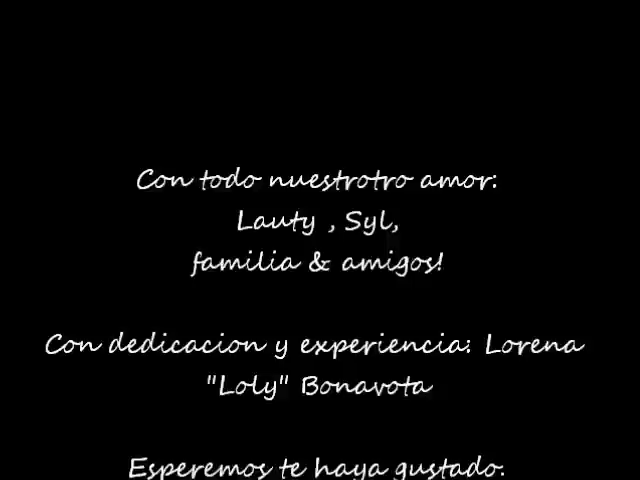 Con todo nuestrotro amor:
Lauty , Syl,
familia & amigos!
Con dedicacion y experiencia: Lorena
"Loly" Bonavota
Esperemos te haya gustado.